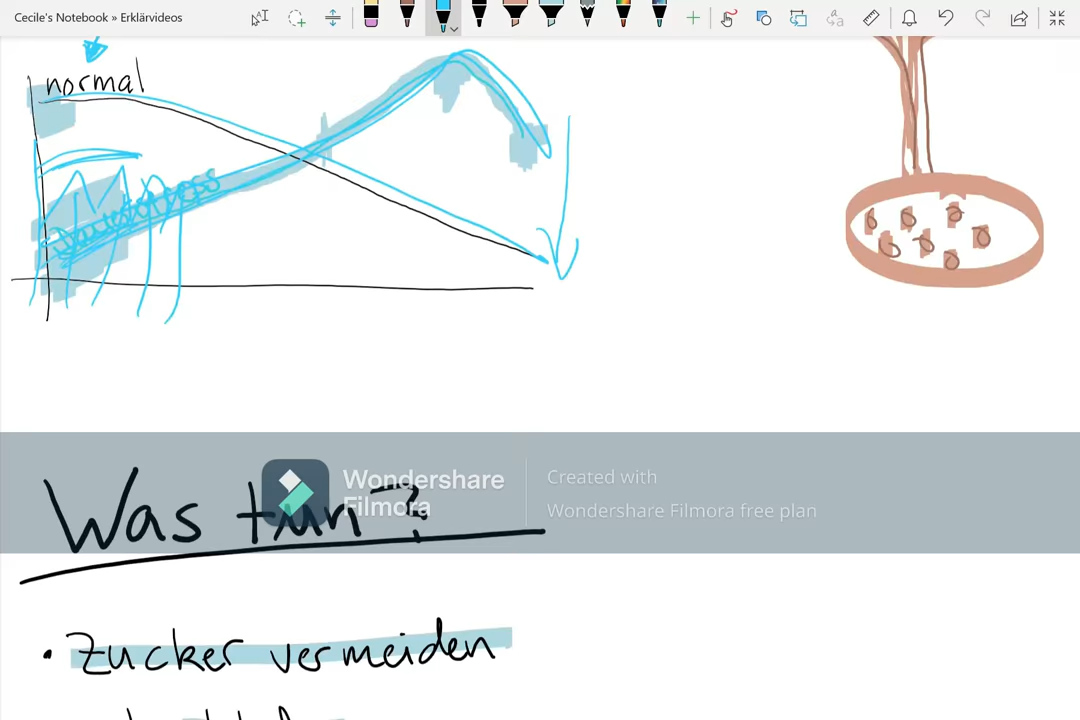 Cecile's Notebook » Erklärvideos
normal
Was tun?
Wondershare
Filmora
Created with
Wondershare Filmora free plan
• Zucker vermeiden